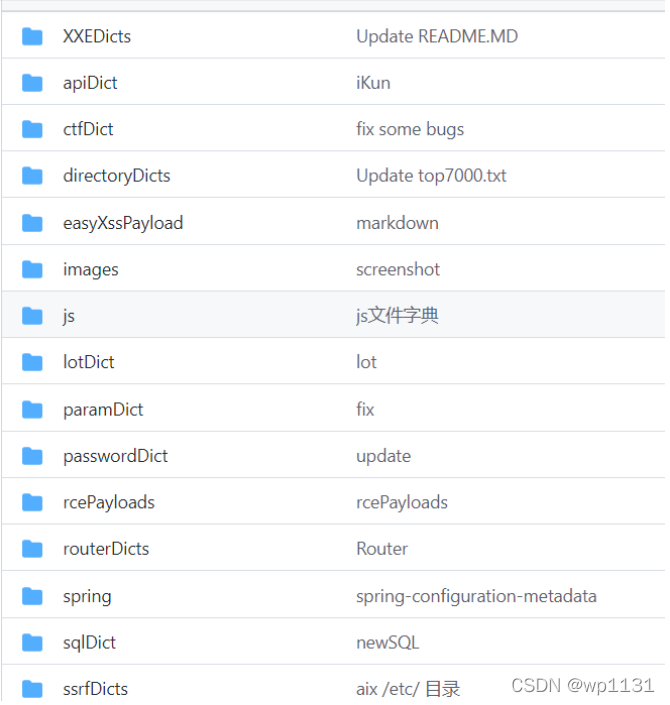 XXEDicts Update README.MD
apiDict iKun
ctfDict fix some bugs
directoryDicts Update top7000.txt
easyXssPayload markdown
images screenshot
js js文件字典
lotDict lot
paramDict fix
passwordDict update
rcePayloads rcePayloads
routerDicts Router
spring spring-configuration-metadata
sqlDict newSQL
ssrfDicts aix /etc/ 目录
CSDN @wp1131